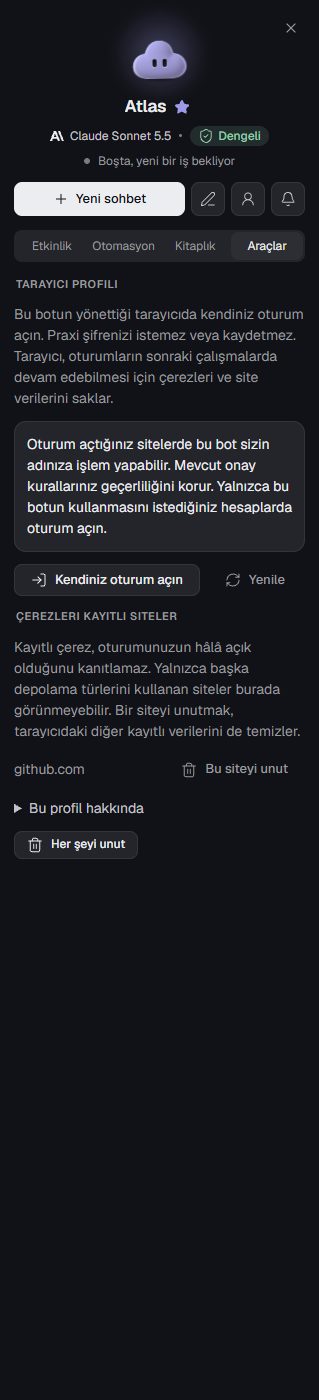 Atlas
Claude Sonnet 5.5 • Dengeli
Boşta, yeni bir iş bekliyor
Yeni sohbet
Etkinlik Otomasyon Kitaplık Araçlar
TARAYICI PROFILI
Bu botun yönettiği tarayıcıda kendiniz oturum
açın. Praxi şifrenizi istemez veya kaydetmez.
Tarayıcı, oturumların sonraki çalışmalarda
devam edebilmesi için çerezleri ve site
verilerini saklar.
Oturum açtığınız sitelerde bu bot sizin
adınıza işlem yapabilir. Mevcut onay
kurallarınız geçerliliğini korur. Yalnızca bu
botun kullanmasını istediğiniz hesaplarda
oturum açın.
Kendiniz oturum açın Yenile
ÇEREZLERI KAYITLI SITELER
Kayıtlı çerez, oturumunuzun hâlâ açık
olduğunu kanıtlamaz. Yalnızca başka
depolama türlerini kullanan siteler burada
görünmeyebilir. Bir siteyi unutmak,
tarayıcıdaki diğer kayıtlı verilerini de temizler.
github.com Bu siteyi unut
Bu profil hakkında
Her şeyi unut